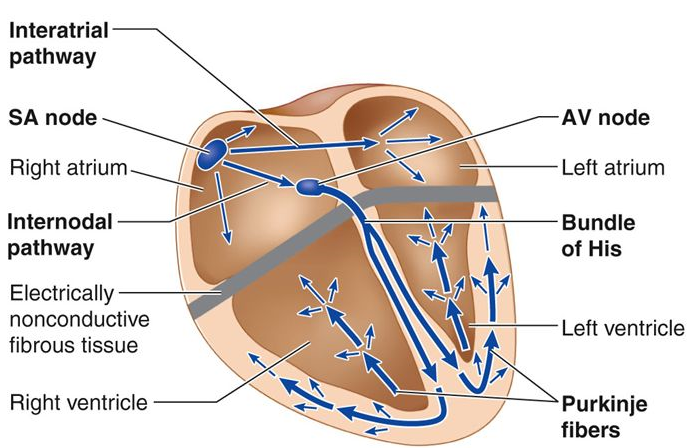 Interatrial
pathway
SA node
Right atrium
Internodal
pathway
Electrically
nonconductive
fibrous tissue
Right ventricle
AV node
Left atrium
Bundle
of His
Left ventricle
Purkinje
fibers